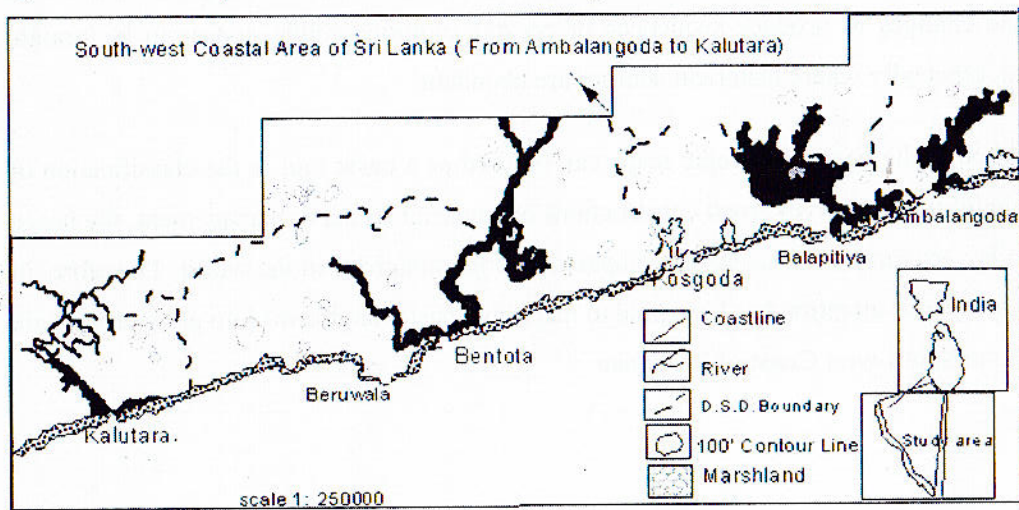 South-west Coastal Area of Sri Lanka ( From Ambalangoda to Kalutara)
Ambalangoda
Balapitiya
Kosgoda
Bentota
Beruwala
Kalutara.
India
Study area
Coastline
River
D.S.D.Boundary
100' Contour Line
Marshland
scale 1: 250000